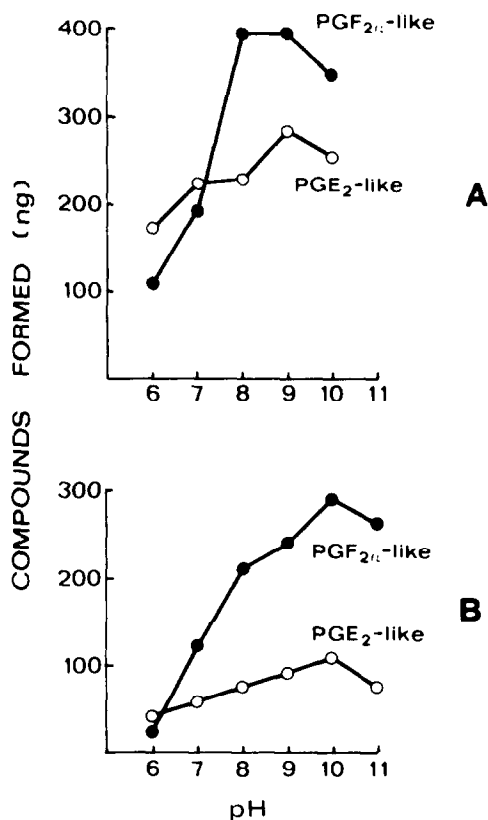 400
300
200
100
PGF2α-like
PGE2-like
A
6 7 8 9 10 11
COMPOUNDS FORMED (ng)
300
200
100
PGF2α-like
PGE2-like
B
6 7 8 9 10 11
pH